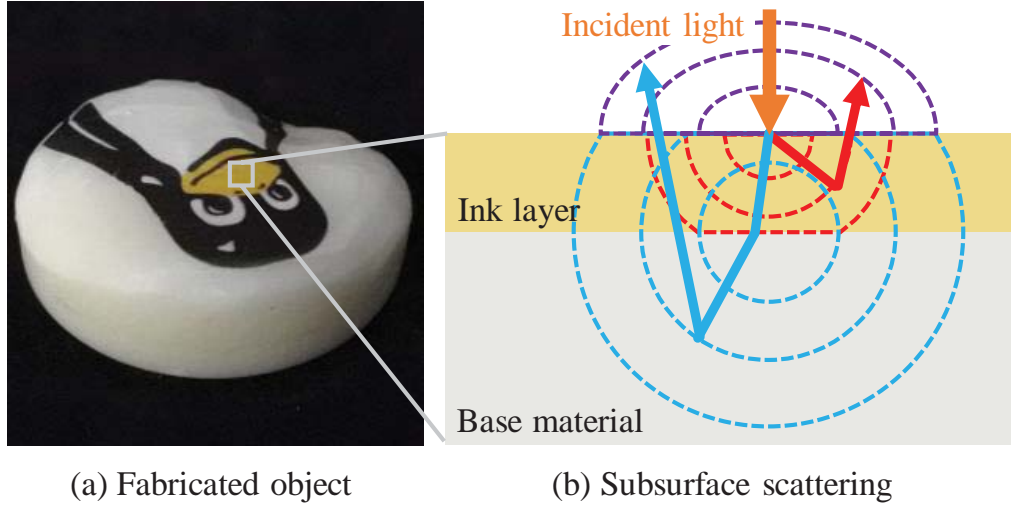 Incident light
Ink layer
Base material
(a) Fabricated object
(b) Subsurface scattering